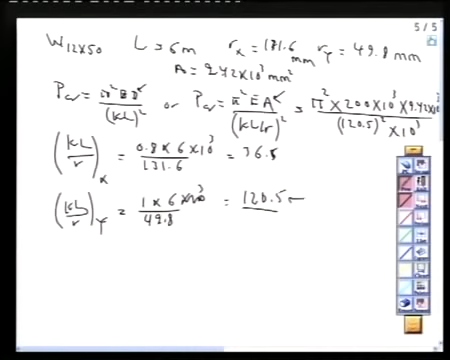 5/5
W12x50 L = 6m rx = 131.6 mm ry = 49.8 mm
A = 9.42x10³ mm²
Pcr = π²EI/(KL)² or Pcr = π²EA/(KL/r)² = π² x 200x10³ x 9.42x10³/(120.5)² x10³
(KL/r)x = 0.8 x 6 x10³/131.6 = 36.5
(KL/r)y = 1 x 6 x10³/49.8 = 120.5